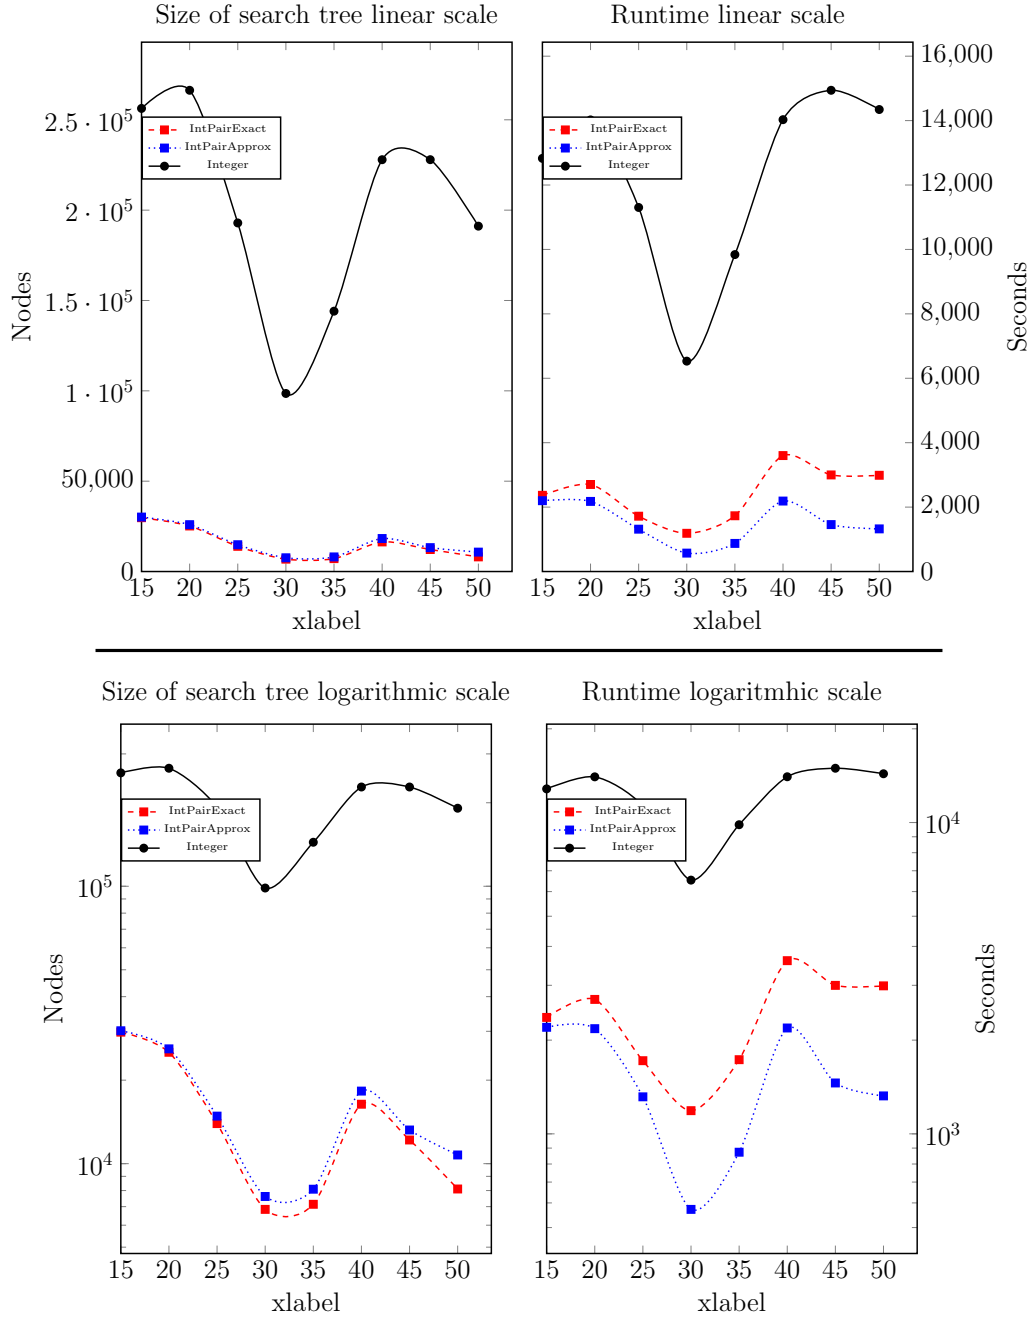 Size of search tree linear scale
Runtime linear scale
2.5 · 10^5
2 · 10^5
1.5 · 10^5
1 · 10^5
50,000
0
Nodes
IntPairExact
IntPairApprox
Integer
15 20 25 30 35 40 45 50
xlabel
IntPairExact
IntPairApprox
Integer
16,000
14,000
12,000
10,000
8,000
6,000
4,000
2,000
0
Seconds
15 20 25 30 35 40 45 50
xlabel
Size of search tree logarithmic scale
Runtime logaritmhic scale
10^5
10^4
Nodes
IntPairExact
IntPairApprox
Integer
15 20 25 30 35 40 45 50
xlabel
IntPairExact
IntPairApprox
Integer
10^4
10^3
Seconds
15 20 25 30 35 40 45 50
xlabel